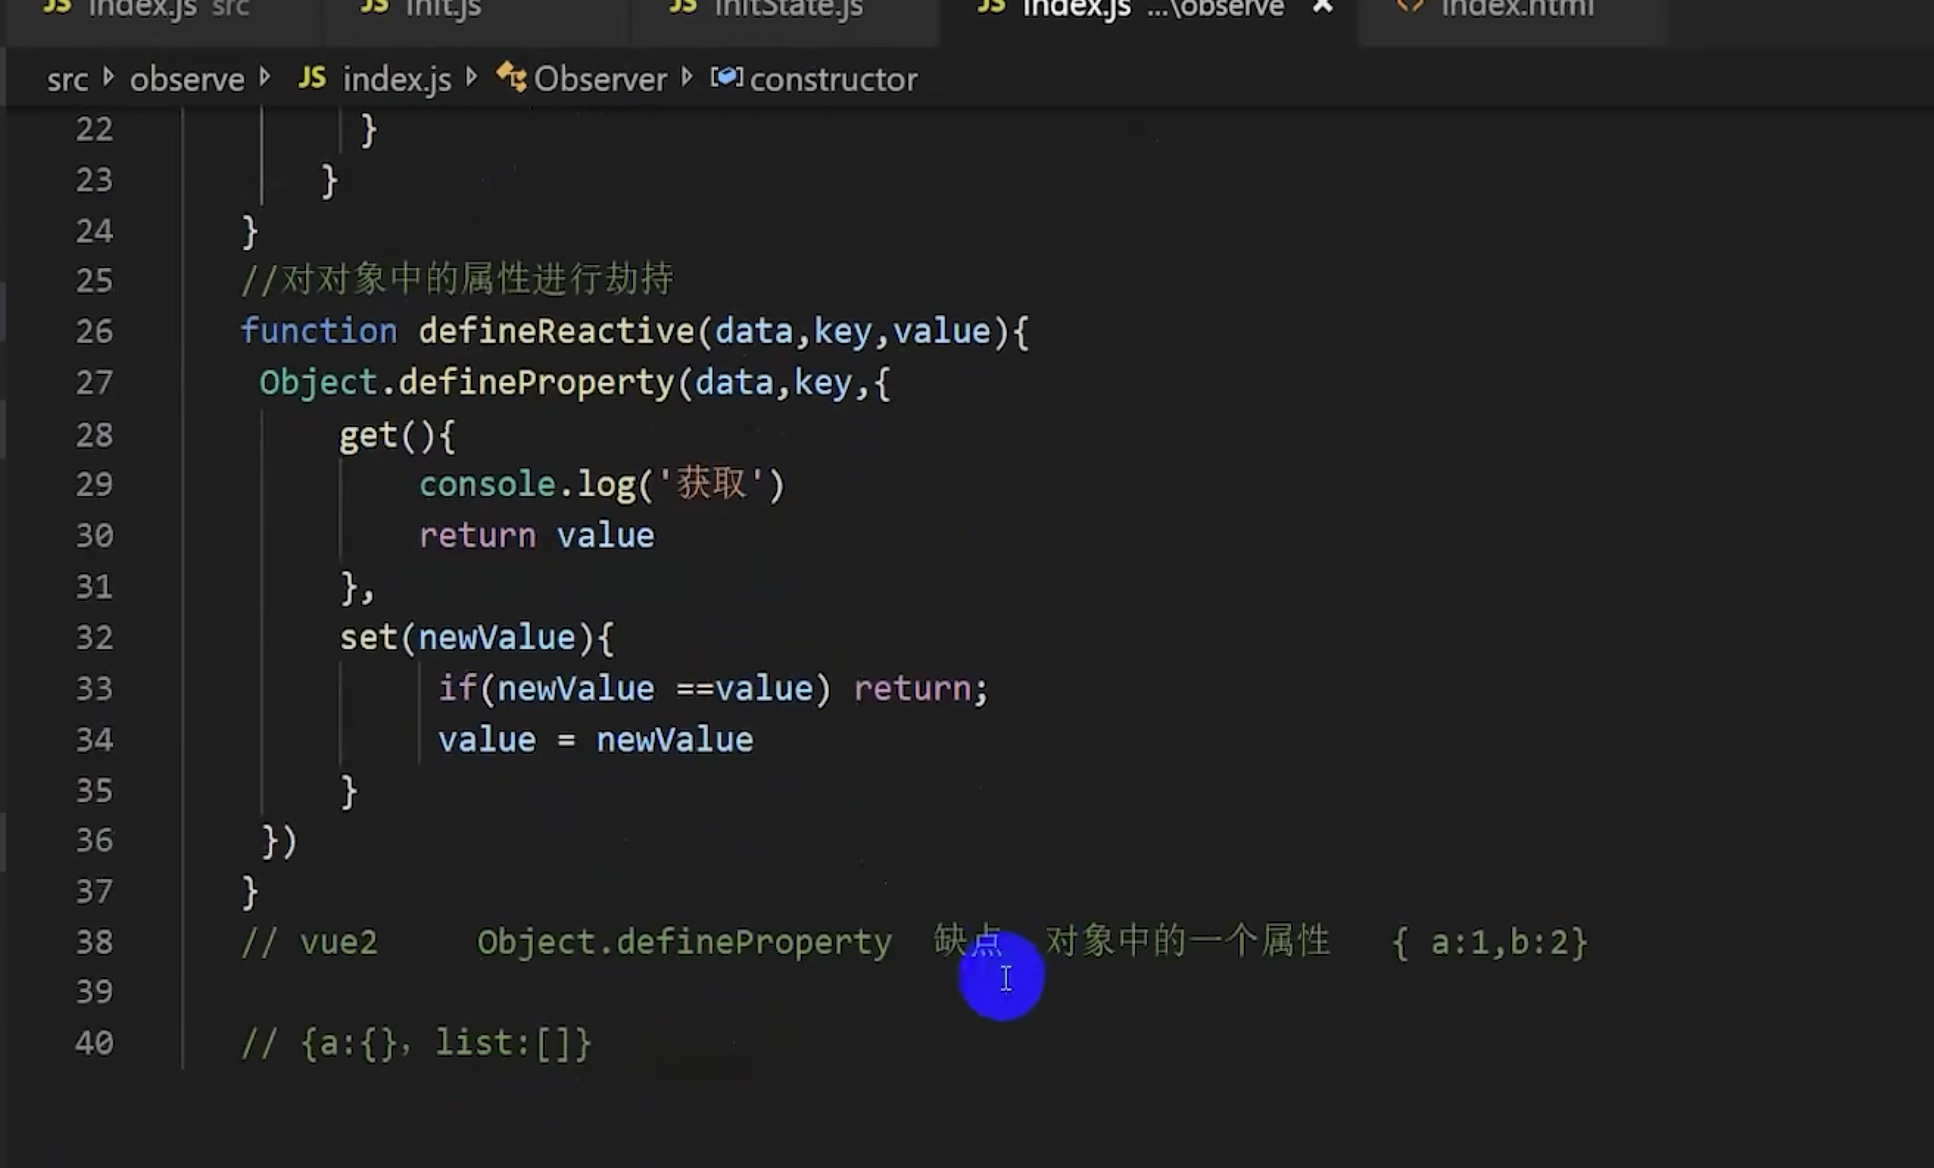 index.js src init.js initState.js index.js ...\observe index.html
src observe JS index.js Observer constructor
22 }
23 }
24 }
25 //对对象中的属性进行劫持
26 function defineReactive(data,key,value){
27 Object.defineProperty(data,key,{
28 get(){
29 console.log('获取')
30 return value
31 },
32 set(newValue){
33 if(newValue ==value) return;
34 value = newValue
35 }
36 })
37 }
38 // vue2 Object.defineProperty 缺点 对象中的一个属性 { a:1,b:2}
39
40 // {a:{}，list:[]}